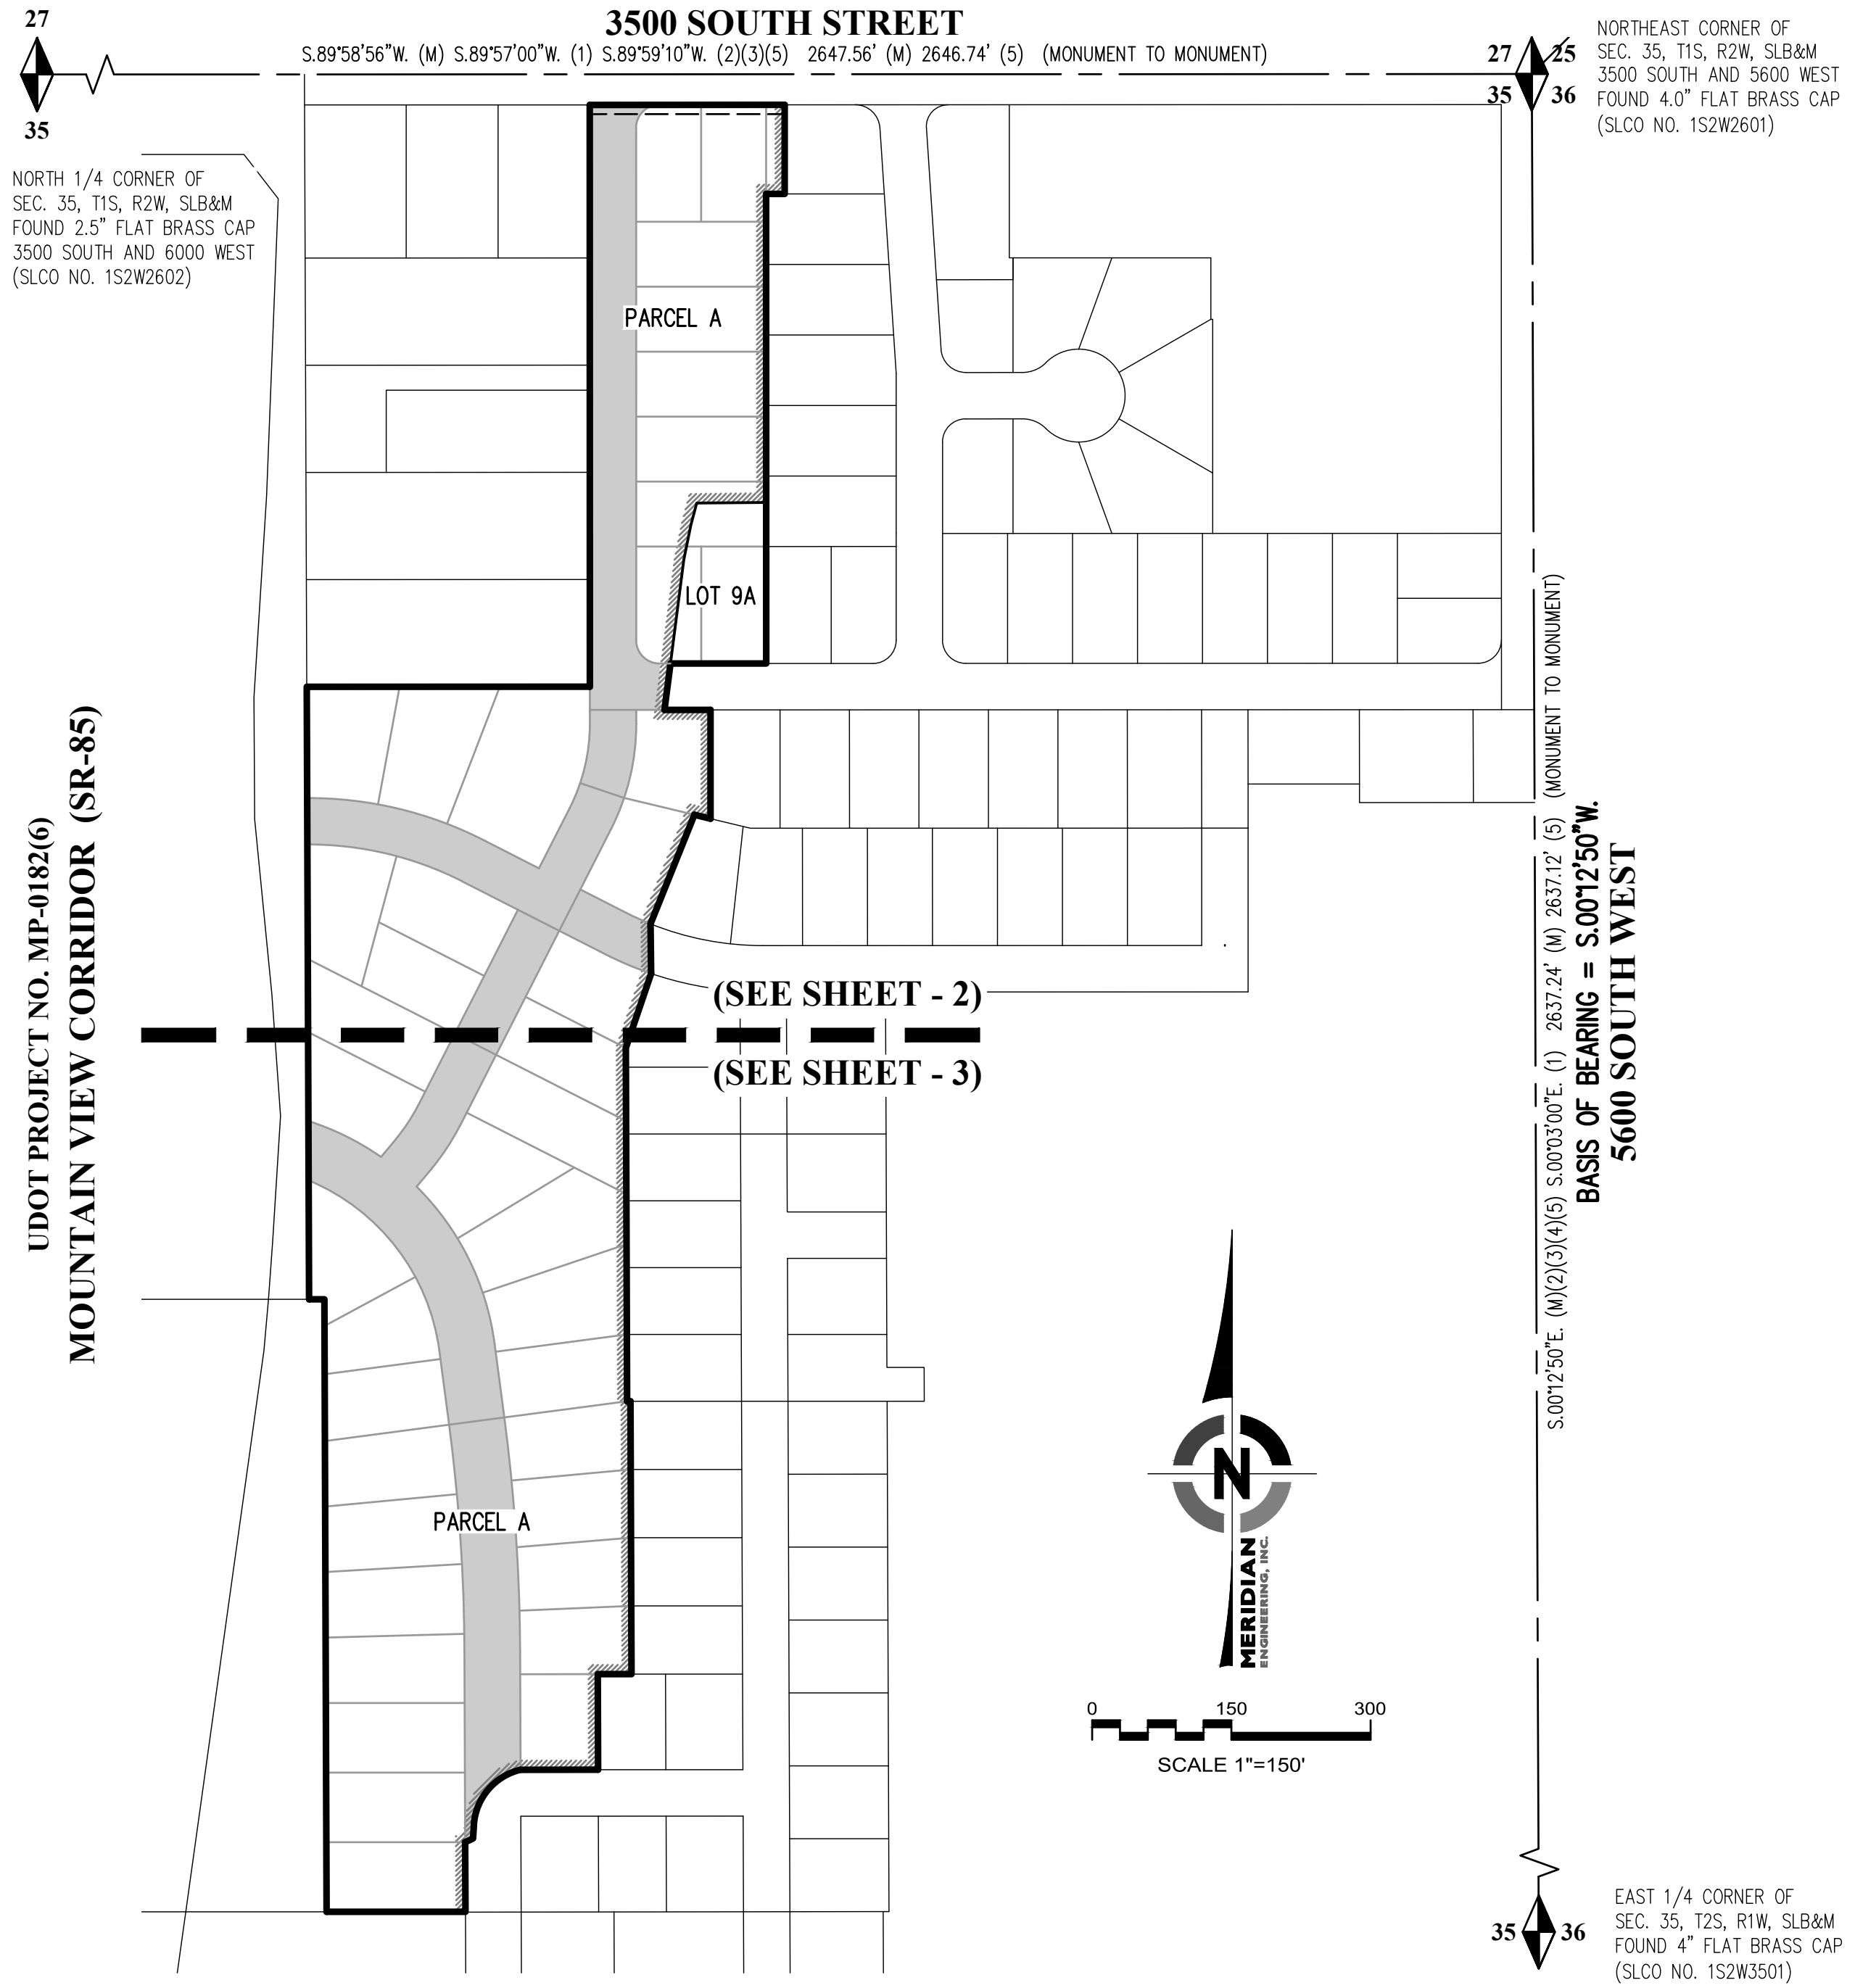 3500 SOUTH STREET
S.89°58'56"W. (M) S.89°57'00"W. (1) S.89°59'10"W. (2)(3)(5) 2647.56' (M) 2646.74' (5) (MONUMENT TO MONUMENT)
27
35
NORTH 1/4 CORNER OF
SEC. 35, T1S, R2W, SLB&M
FOUND 2.5" FLAT BRASS CAP
3500 SOUTH AND 6000 WEST
(SLCO NO. 1S2W2602)
27 25
35 36
NORTHEAST CORNER OF
SEC. 35, T1S, R2W, SLB&M
3500 SOUTH AND 5600 WEST
FOUND 4.0" FLAT BRASS CAP
(SLCO NO. 1S2W2601)
PARCEL A
LOT 9A
UDOT PROJECT NO. MP-0182(6)
MOUNTAIN VIEW CORRIDOR (SR-85)
(SEE SHEET - 2)
(SEE SHEET - 3)
S.00°12'50"E. (M)(2)(3)(4)(5) S.00°03'00"E. (1) 2637.24' (M) 2637.12' (5) (MONUMENT TO MONUMENT)
BASIS OF BEARING = S.00°12'50"W.
5600 SOUTH WEST
PARCEL A
N
MERIDIAN
ENGINEERING, INC.
0 150 300
SCALE 1"=150'
35 36
EAST 1/4 CORNER OF
SEC. 35, T2S, R1W, SLB&M
FOUND 4" FLAT BRASS CAP
(SLCO NO. 1S2W3501)